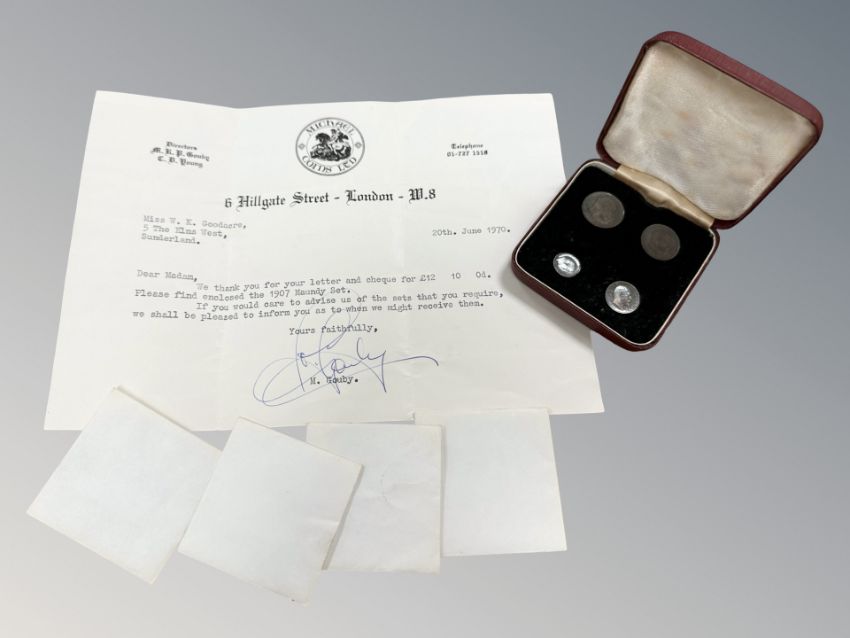 Directors
M. R. P. Gouby
C. B. Young
MICHAEL
COINS LTD
Telephone
01-727 1518
6 Hillgate Street - London - W.8
Miss W. K. Goodacre,
5 The Elms West,
Sunderland.
20th. June 1970.
Dear Madam,
We thank you for your letter and cheque for £12 10 0d.
Please find enclosed the 1907 Maundy Set.
If you would care to advise us of the sets that you require,
we shall be pleased to inform you as to when we might receive them.
Yours faithfully,
M. Gouby.